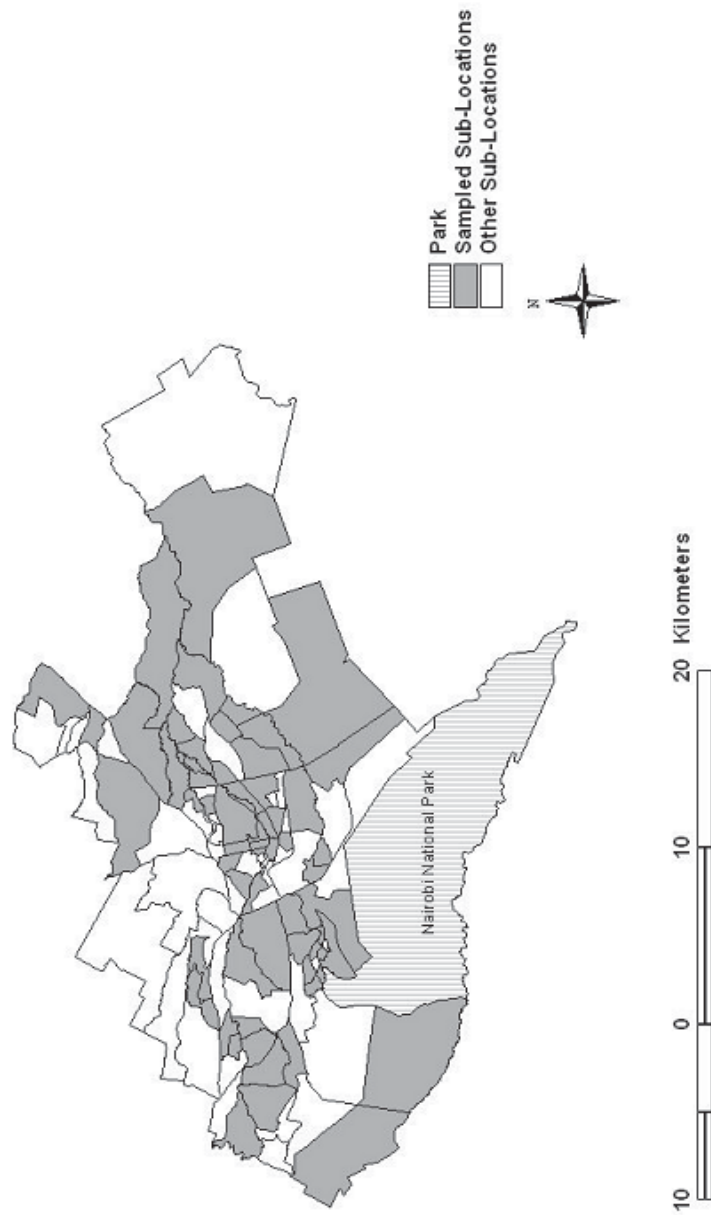 Park
Sampled Sub-Locations
Other Sub-Locations
N
Nairobi National Park
10 0 10 20 Kilometers